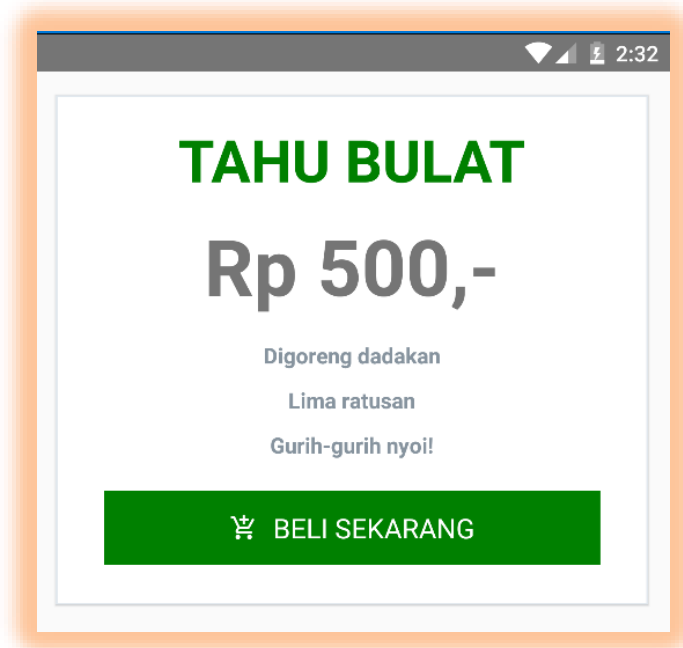 2:32
TAHU BULAT
Rp 500,-
Digoreng dadakan
Lima ratusan
Gurih-gurih nyoi!
BELI SEKARANG